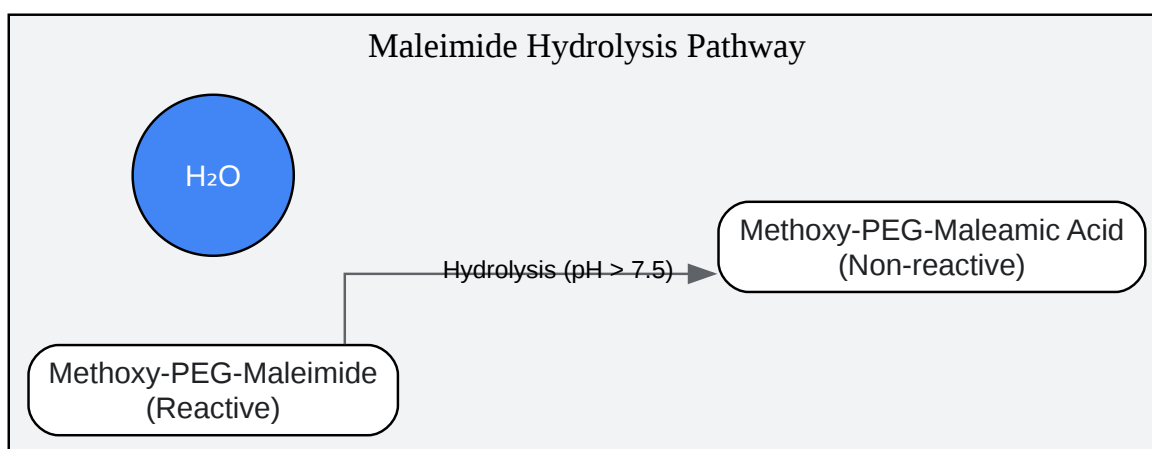 Maleimide Hydrolysis Pathway
H₂O
Methoxy-PEG-Maleamic Acid
(Non-reactive)
Hydrolysis (pH > 7.5)
Methoxy-PEG-Maleimide
(Reactive)